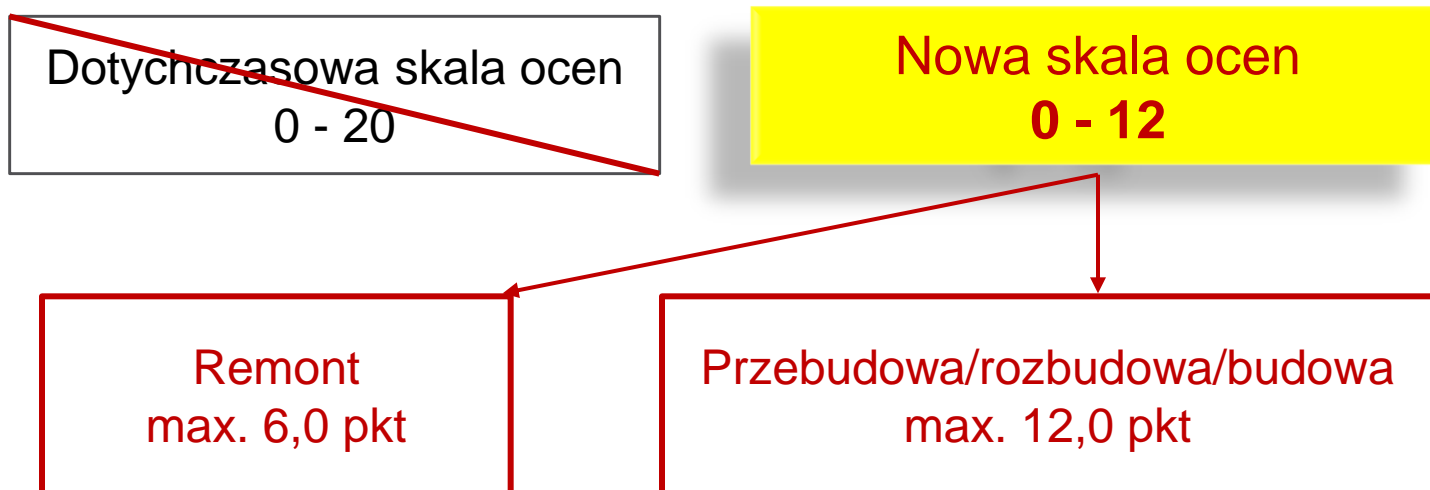 Dotychczasowa skala ocen
0 - 20
Nowa skala ocen
0 - 12
Remont
max. 6,0 pkt
Przebudowa/rozbudowa/budowa
max. 12,0 pkt